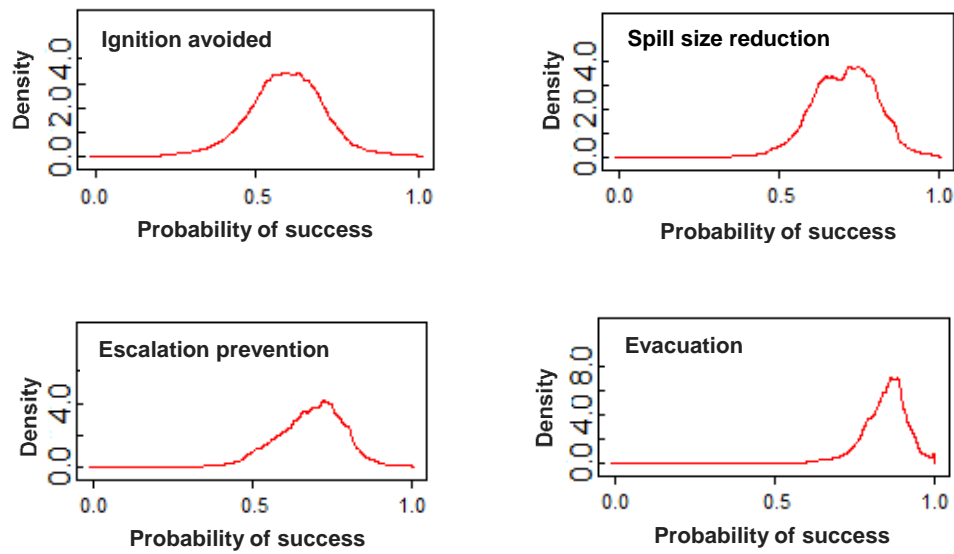 Ignition avoided
Density
0.0 2.0 4.0
0.0 0.5 1.0
Probability of success
Spill size reduction
Density
0.0 2.0 4.0
0.0 0.5 1.0
Probability of success
Escalation prevention
Density
0.0 4.0
0.0 0.5 1.0
Probability of success
Evacuation
Density
0.0 4.0 8.0
0.0 0.5 1.0
Probability of success